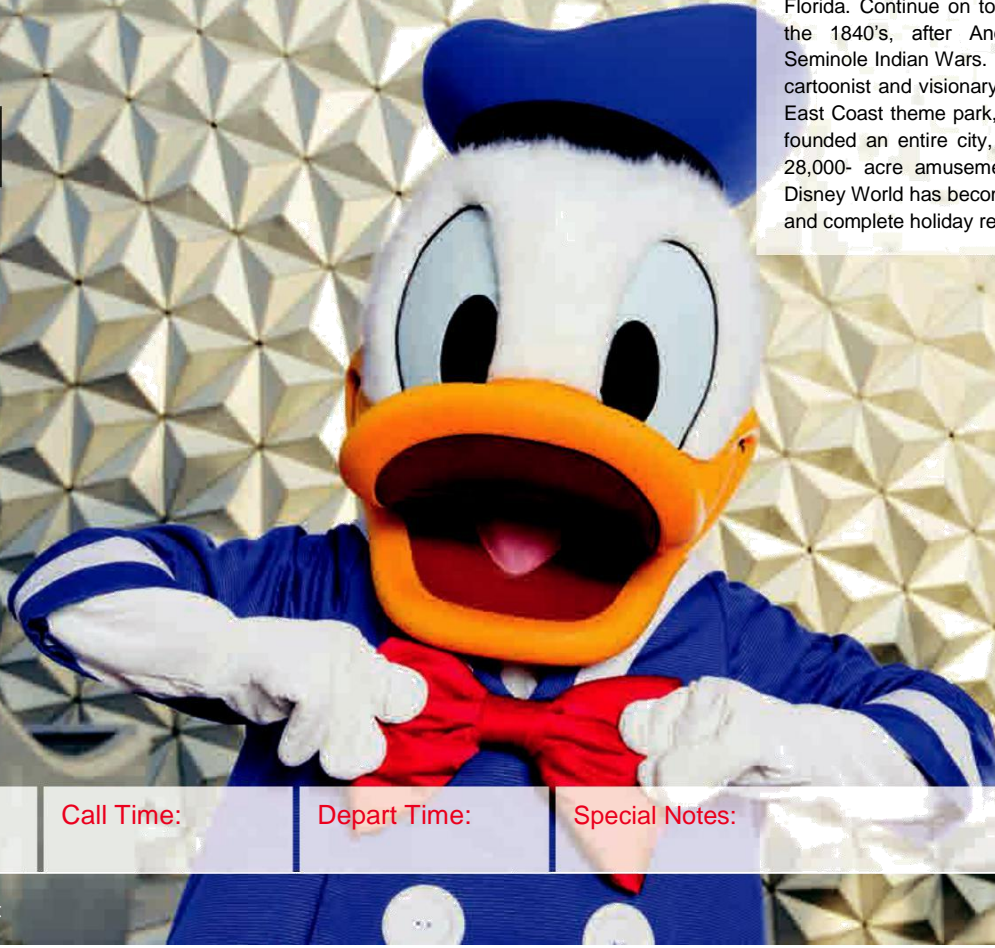 Florida. Continue on to
the 1840's, after
Seminole Indian Wars.
cartoonist and visionary
East Coast theme park,
founded an entire city,
28,000- acre
Disney World has
and complete holiday
Call Time:
Depart Time:
Special Notes: